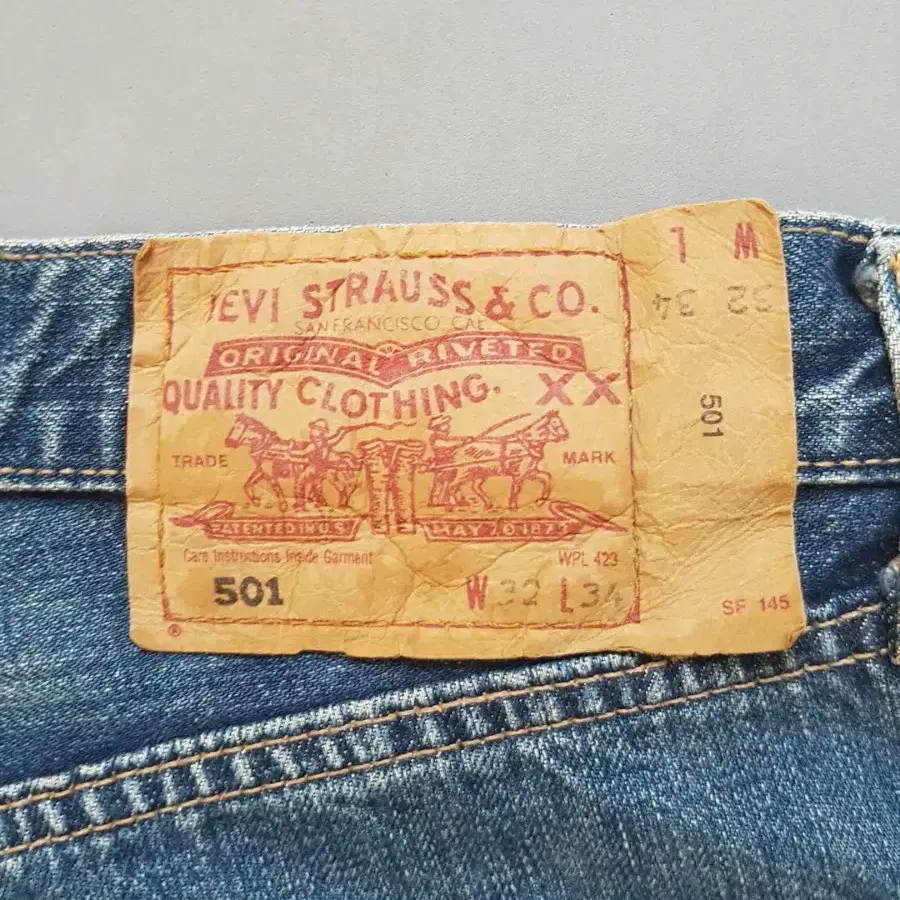 LEVI STRAUSS & CO.
SAN FRANCISCO, CAL
ORIGINAL RIVETED
QUALITY CLOTHING. XX
TRADE MARK
PATENTED IN U.S. MAY 20 1873
Care Instructions Inside Garment WPL 423
501 W 32 L 34
®
L W
32 34
501
SF 145